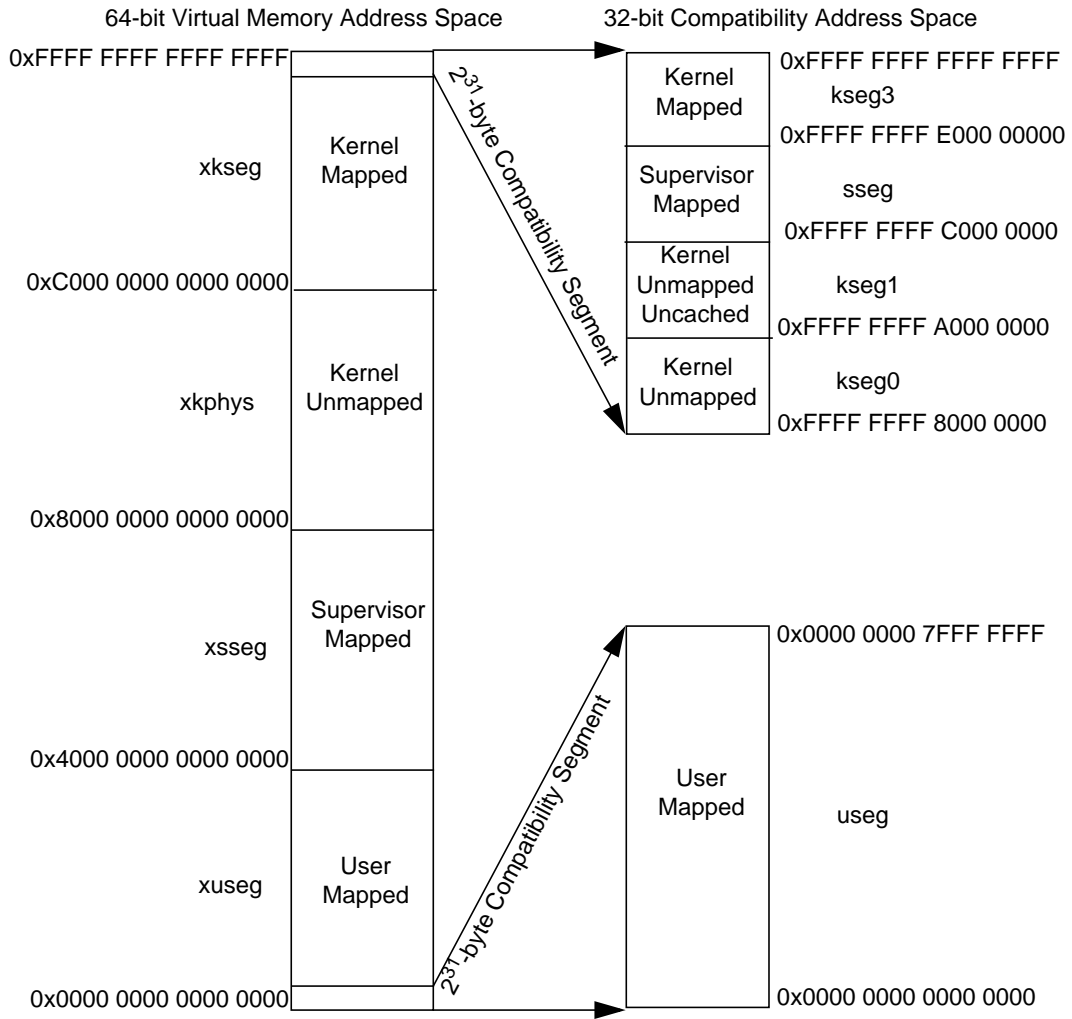 64-bit Virtual Memory Address Space
32-bit Compatibility Address Space
0xFFFF FFFF FFFF FFFF
Kernel
Mapped
xkseg
0xC000 0000 0000 0000
Kernel
Unmapped
xkphys
0x8000 0000 0000 0000
Supervisor
Mapped
xsseg
0x4000 0000 0000 0000
User
Mapped
xuseg
0x0000 0000 0000 0000
2^31-byte Compatibility Segment
2^31-byte Compatibility Segment
0xFFFF FFFF FFFF FFFF
Kernel
Mapped
kseg3
0xFFFF FFFF E000 00000
Supervisor
Mapped
sseg
0xFFFF FFFF C000 0000
Kernel
Unmapped
Uncached
kseg1
0xFFFF FFFF A000 0000
Kernel
Unmapped
kseg0
0xFFFF FFFF 8000 0000
0x0000 0000 7FFF FFFF
User
Mapped
useg
0x0000 0000 0000 0000